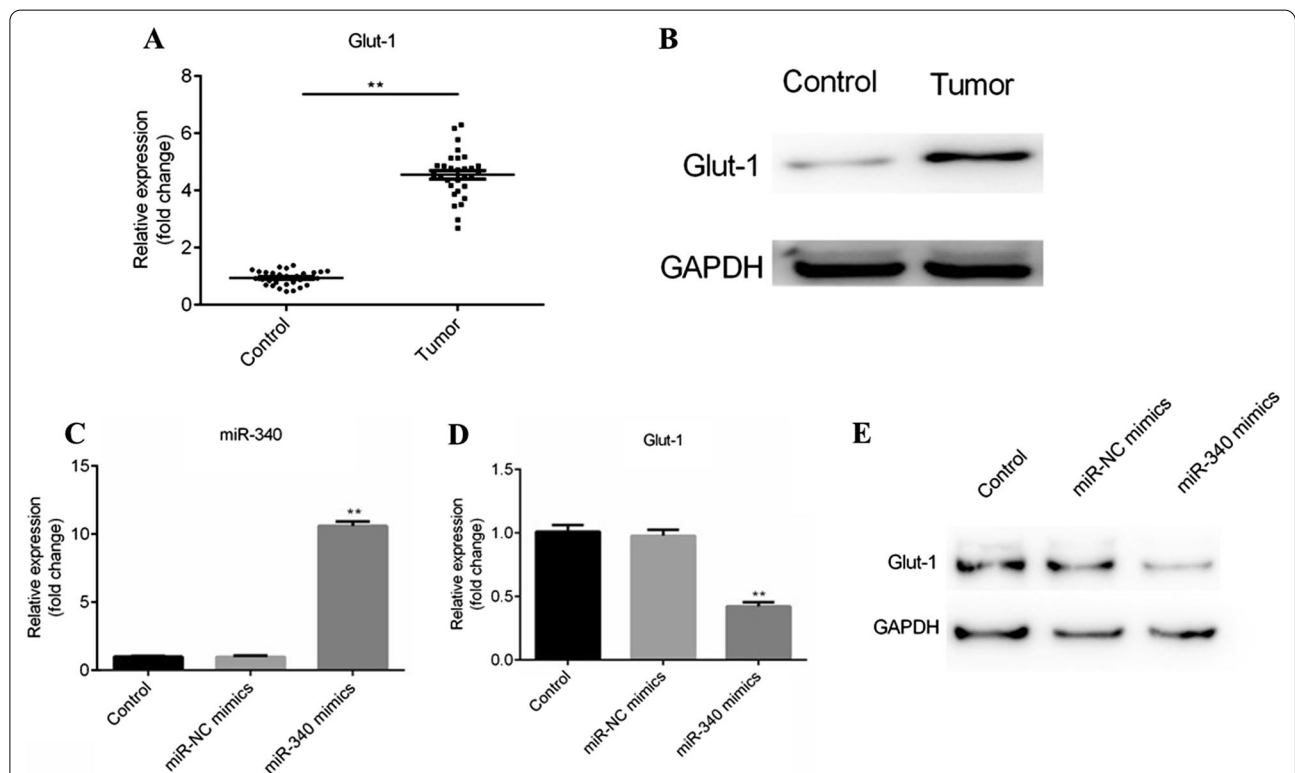 A
Glut-1
Relative expression
(fold change)
8
6
4
2
0
**
Control
Tumor
B
Control
Tumor
Glut-1
GAPDH
C
miR-340
Relative expression
(fold change)
15
10
5
0
**
Control
miR-NC mimics
miR-340 mimics
D
Glut-1
Relative expression
(fold change)
1.5
1.0
0.5
0.0
**
Control
miR-NC mimics
miR-340 mimics
E
Control
miR-NC mimics
miR-340 mimics
Glut-1
GAPDH